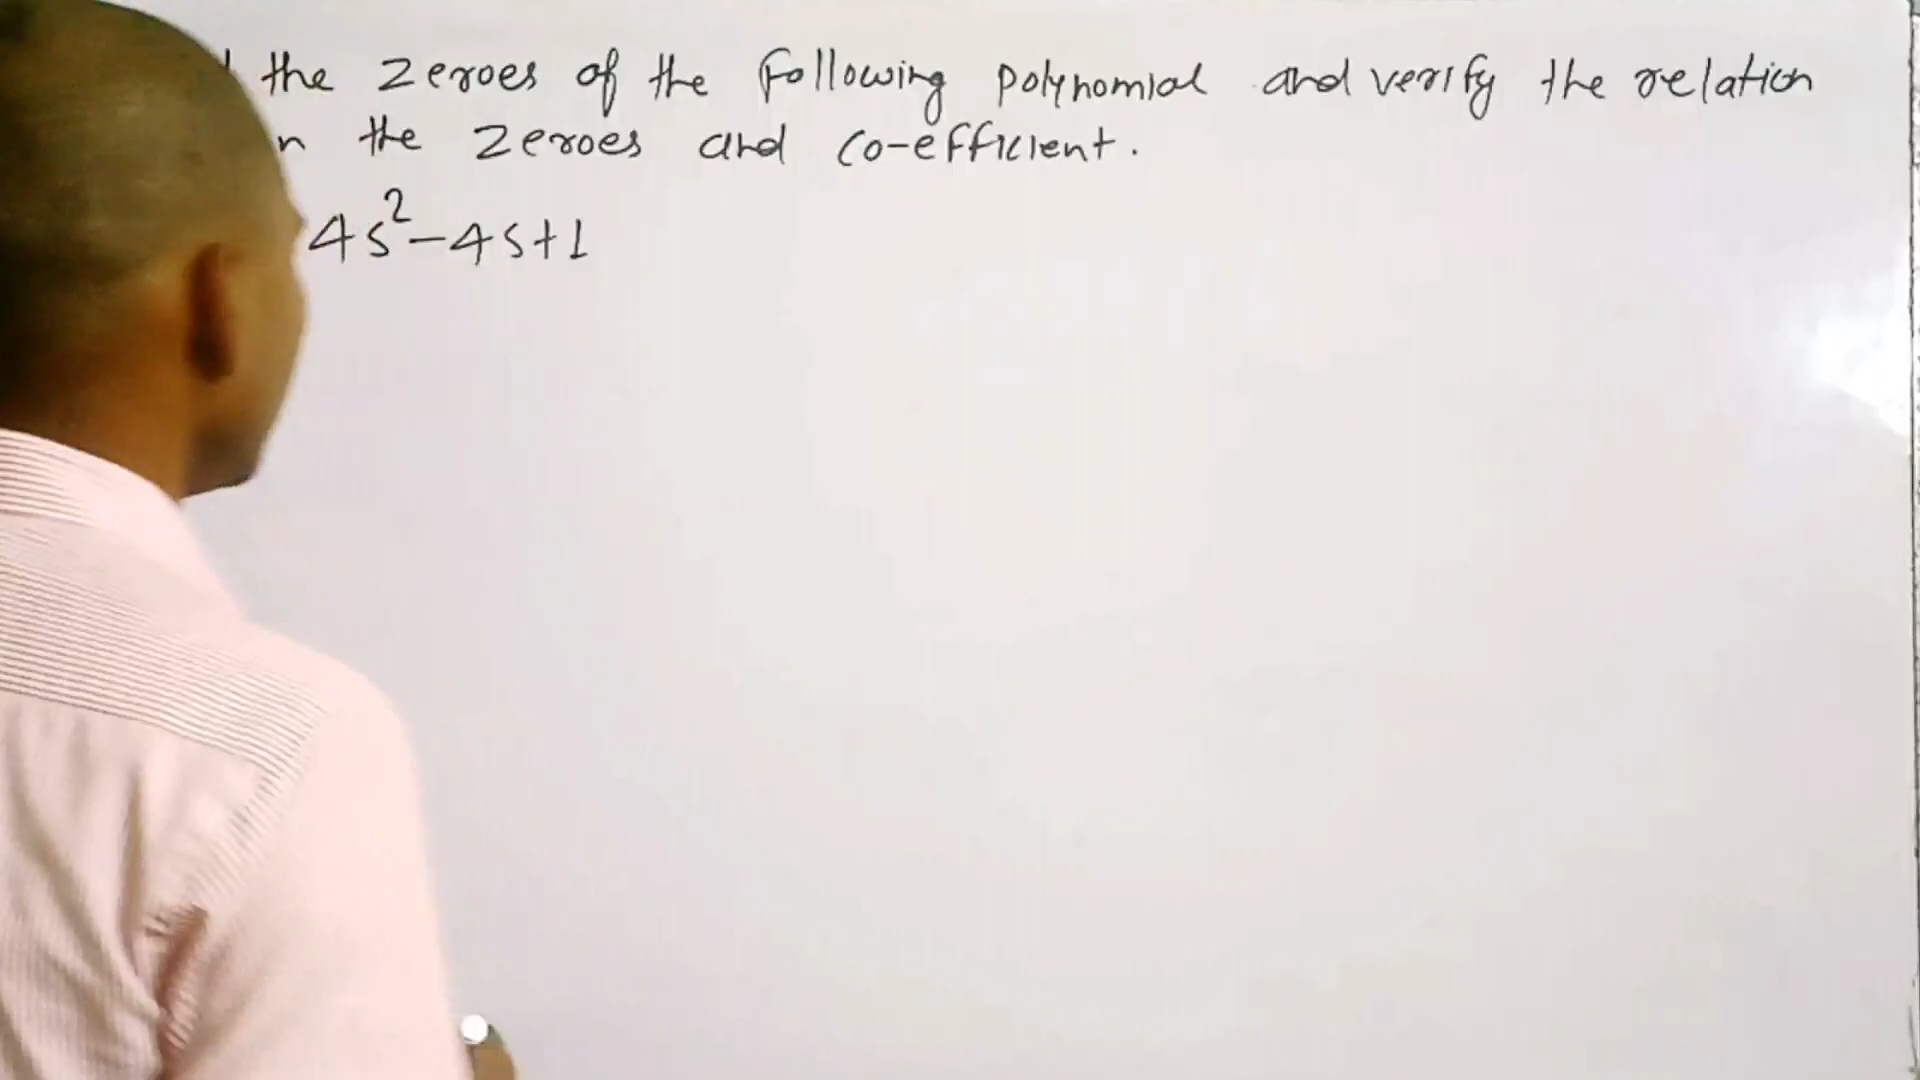 the zeroes of the following polynomial and verify the relation
the zeroes and co-efficient.
4s²-4s+1